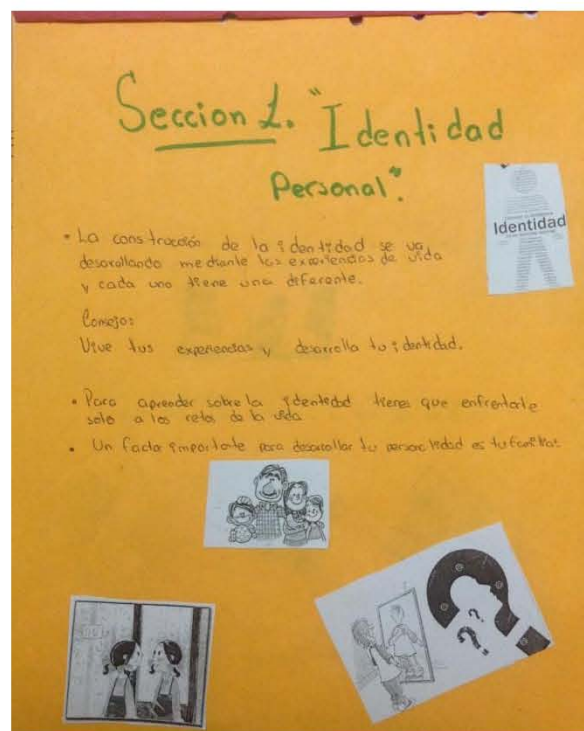 Seccion 1. "Identidad
Personal".
Identidad
• La construcción de la identidad se va
desarollando mediante las experiencias de vida
y cada uno tiene una diferente.
Consejo:
Vive tus experiencias y desarrolla tu identidad.
• Para aprender sobre la identidad tienes que enfrentarte
solo a los reto de la vida
• Un factor importante para desarrollar tu personalidad es tu familia.